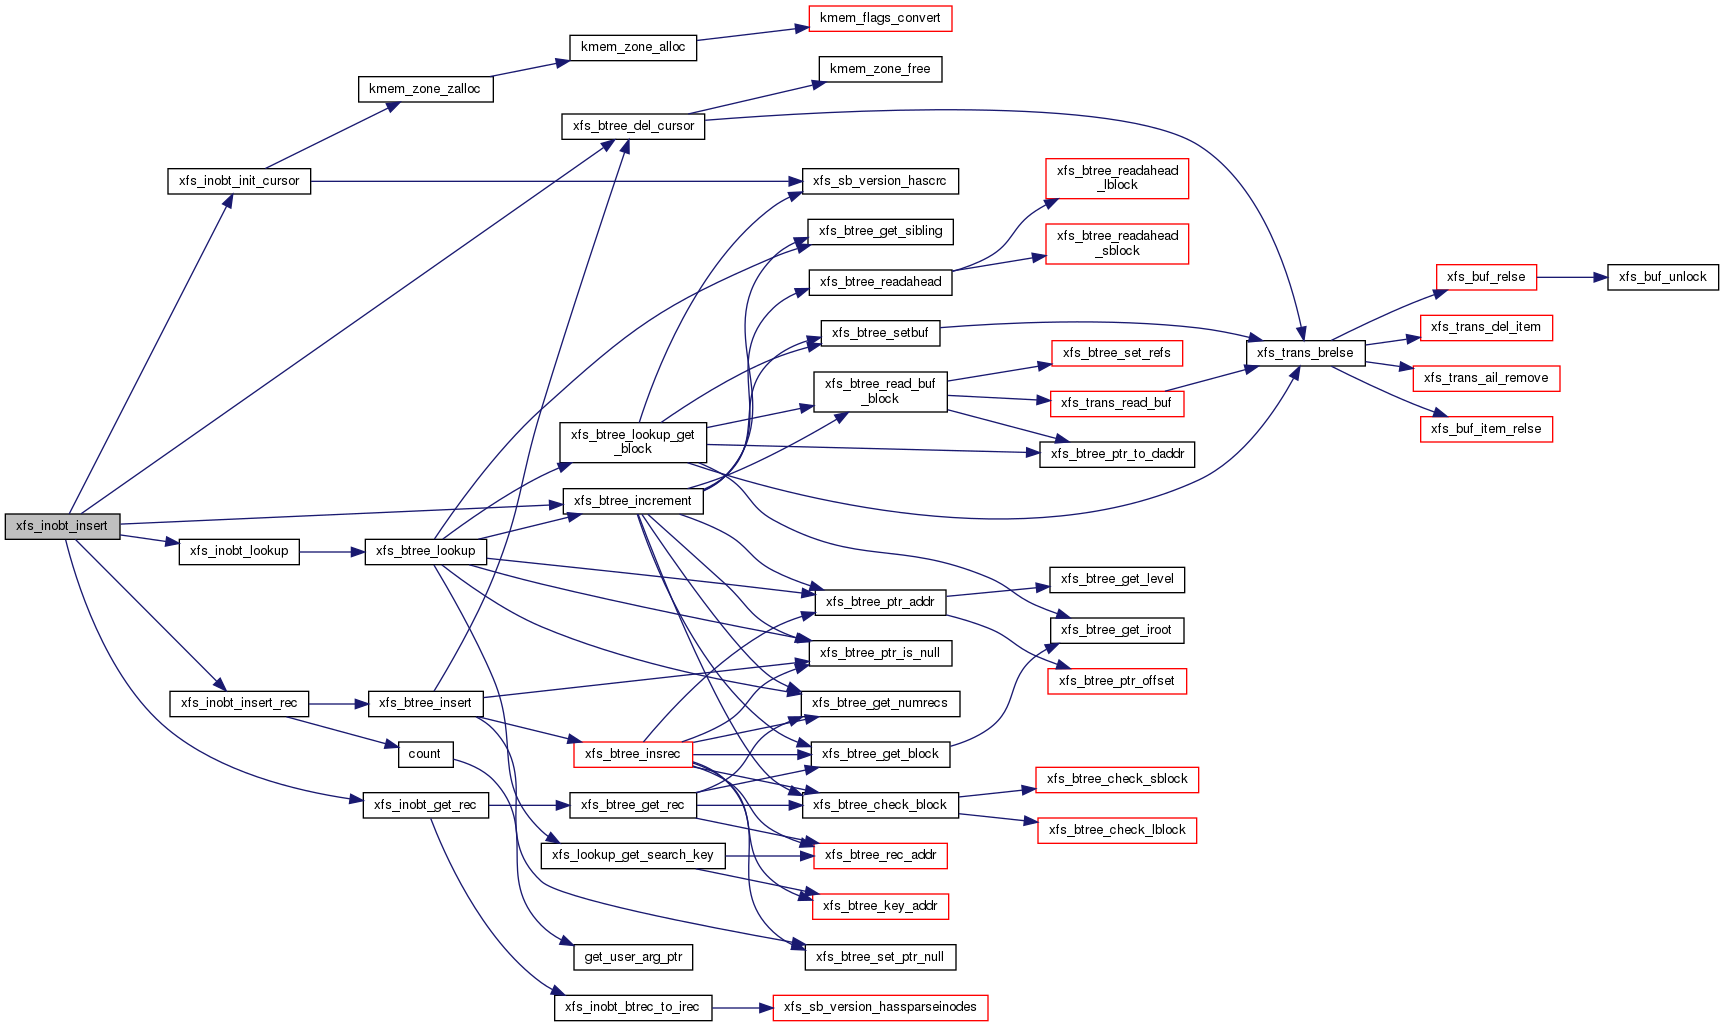 kmem_flags_convert
kmem_zone_alloc
kmem_zone_free
kmem_zone_zalloc
xfs_btree_del_cursor
xfs_btree_readahead
_lblock
xfs_inobt_init_cursor
xfs_sb_version_hascrc
xfs_btree_get_sibling
xfs_btree_readahead
_sblock
xfs_btree_readahead
xfs_buf_relse
xfs_buf_unlock
xfs_btree_setbuf
xfs_trans_del_item
xfs_btree_set_refs
xfs_trans_brelse
xfs_btree_read_buf
_block
xfs_trans_ail_remove
xfs_trans_read_buf
xfs_buf_item_relse
xfs_btree_lookup_get
_block
xfs_btree_ptr_to_daddr
xfs_btree_increment
xfs_inobt_insert
xfs_inobt_lookup
xfs_btree_lookup
xfs_btree_get_level
xfs_btree_ptr_addr
xfs_btree_get_iroot
xfs_btree_ptr_is_null
xfs_btree_ptr_offset
xfs_inobt_insert_rec
xfs_btree_insert
xfs_btree_get_numrecs
count
xfs_btree_insrec
xfs_btree_get_block
xfs_btree_check_sblock
xfs_inobt_get_rec
xfs_btree_get_rec
xfs_btree_check_block
xfs_btree_check_lblock
xfs_lookup_get_search_key
xfs_btree_rec_addr
xfs_btree_key_addr
get_user_arg_ptr
xfs_btree_set_ptr_null
xfs_inobt_btrec_to_irec
xfs_sb_version_hassparseinodes